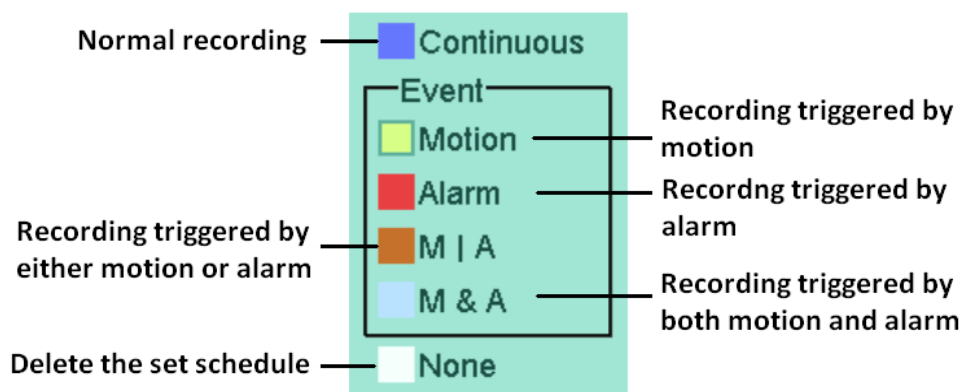 Normal recording
Continuous
Event
Motion
Recording triggered by
motion
Alarm
Recordng triggered by
alarm
Recording triggered by
either motion or alarm
M | A
M & A
Recording triggered by
both motion and alarm
Delete the set schedule
None